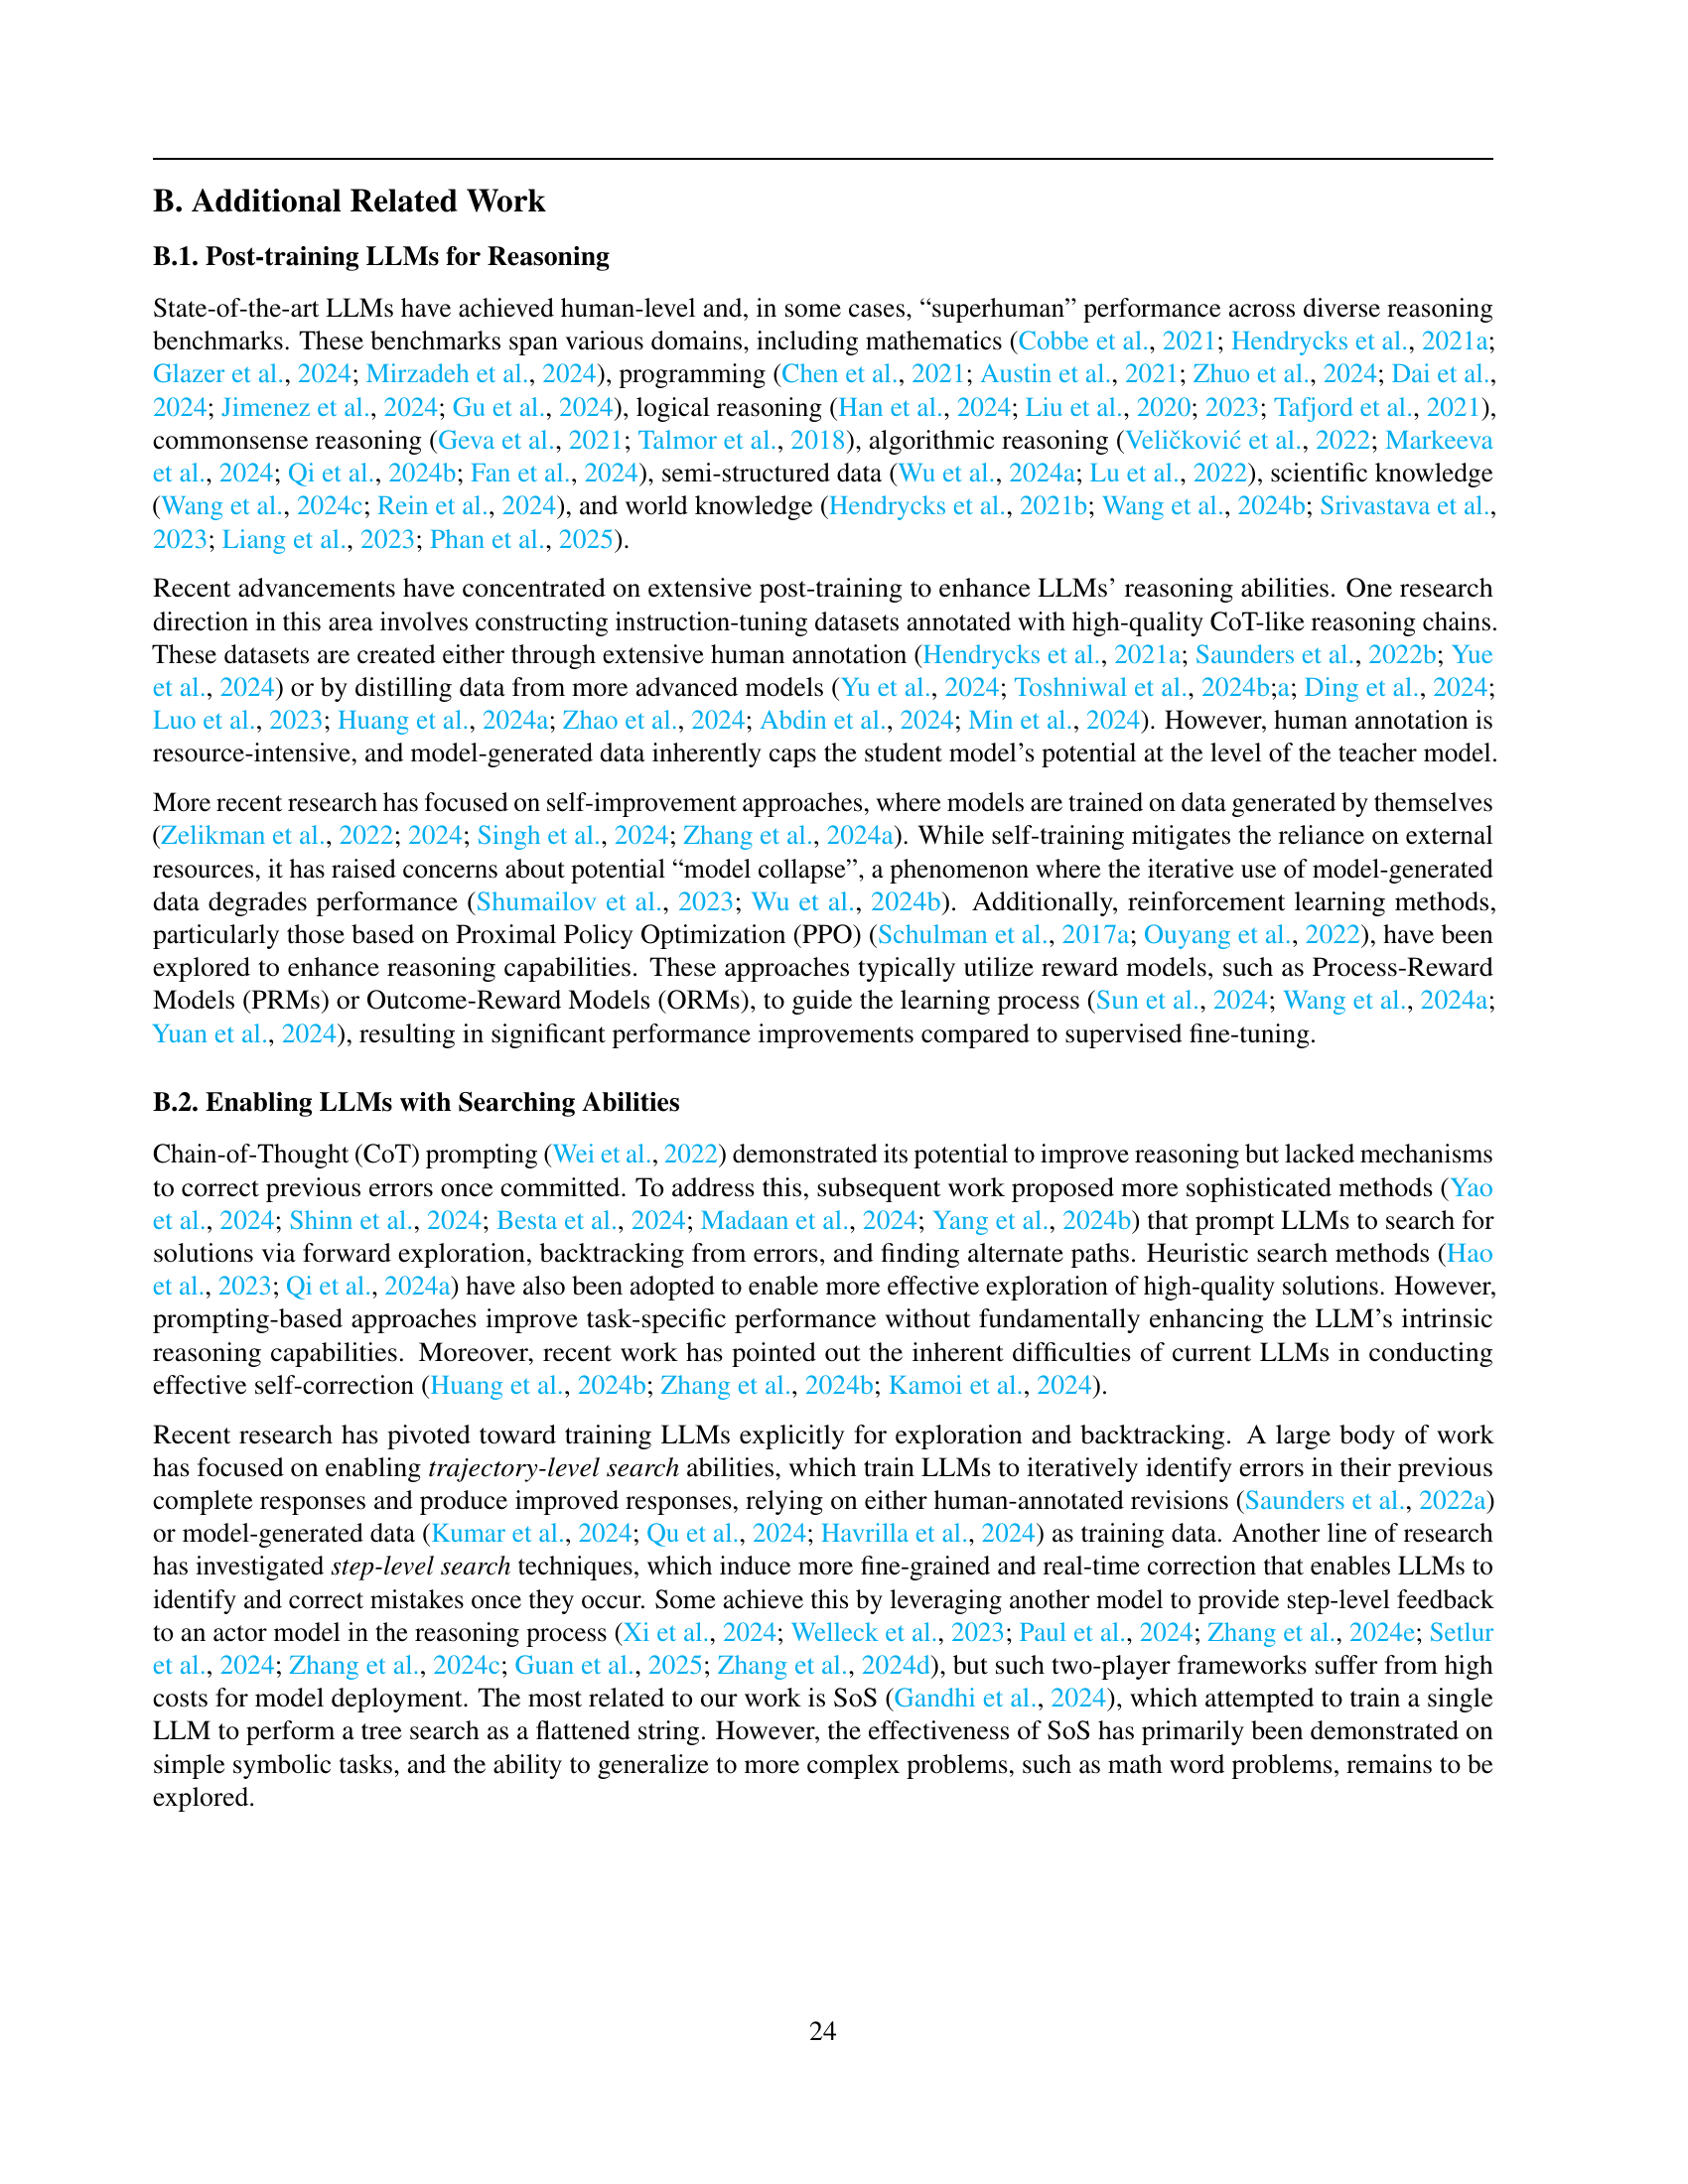 B. Additional Related Work
B.1. Post-training LLMs for Reasoning
State-of-the-art LLMs have achieved human-level and, in some cases, “superhuman” performance across diverse reasoning
benchmarks. These benchmarks span various domains, including mathematics (Cobbe et al., 2021; Hendrycks et al., 2021a;
Glazer et al., 2024; Mirzadeh et al., 2024), programming (Chen et al., 2021; Austin et al., 2021; Zhuo et al., 2024; Dai et al.,
2024; Jimenez et al., 2024; Gu et al., 2024), logical reasoning (Han et al., 2024; Liu et al., 2020; 2023; Tafjord et al., 2021),
commonsense reasoning (Geva et al., 2021; Talmor et al., 2018), algorithmic reasoning (Veličković et al., 2022; Markeeva
et al., 2024; Qi et al., 2024b; Fan et al., 2024), semi-structured data (Wu et al., 2024a; Lu et al., 2022), scientific knowledge
(Wang et al., 2024c; Rein et al., 2024), and world knowledge (Hendrycks et al., 2021b; Wang et al., 2024b; Srivastava et al.,
2023; Liang et al., 2023; Phan et al., 2025).
Recent advancements have concentrated on extensive post-training to enhance LLMs’ reasoning abilities. One research
direction in this area involves constructing instruction-tuning datasets annotated with high-quality CoT-like reasoning chains.
These datasets are created either through extensive human annotation (Hendrycks et al., 2021a; Saunders et al., 2022b; Yue
et al., 2024) or by distilling data from more advanced models (Yu et al., 2024; Toshniwal et al., 2024b;a; Ding et al., 2024;
Luo et al., 2023; Huang et al., 2024a; Zhao et al., 2024; Abdin et al., 2024; Min et al., 2024). However, human annotation is
resource-intensive, and model-generated data inherently caps the student model’s potential at the level of the teacher model.
More recent research has focused on self-improvement approaches, where models are trained on data generated by themselves
(Zelikman et al., 2022; 2024; Singh et al., 2024; Zhang et al., 2024a). While self-training mitigates the reliance on external
resources, it has raised concerns about potential “model collapse”, a phenomenon where the iterative use of model-generated
data degrades performance (Shumailov et al., 2023; Wu et al., 2024b). Additionally, reinforcement learning methods,
particularly those based on Proximal Policy Optimization (PPO) (Schulman et al., 2017a; Ouyang et al., 2022), have been
explored to enhance reasoning capabilities. These approaches typically utilize reward models, such as Process-Reward
Models (PRMs) or Outcome-Reward Models (ORMs), to guide the learning process (Sun et al., 2024; Wang et al., 2024a;
Yuan et al., 2024), resulting in significant performance improvements compared to supervised fine-tuning.
B.2. Enabling LLMs with Searching Abilities
Chain-of-Thought (CoT) prompting (Wei et al., 2022) demonstrated its potential to improve reasoning but lacked mechanisms
to correct previous errors once committed. To address this, subsequent work proposed more sophisticated methods (Yao
et al., 2024; Shinn et al., 2024; Besta et al., 2024; Madaan et al., 2024; Yang et al., 2024b) that prompt LLMs to search for
solutions via forward exploration, backtracking from errors, and finding alternate paths. Heuristic search methods (Hao
et al., 2023; Qi et al., 2024a) have also been adopted to enable more effective exploration of high-quality solutions. However,
prompting-based approaches improve task-specific performance without fundamentally enhancing the LLM’s intrinsic
reasoning capabilities. Moreover, recent work has pointed out the inherent difficulties of current LLMs in conducting
effective self-correction (Huang et al., 2024b; Zhang et al., 2024b; Kamoi et al., 2024).
Recent research has pivoted toward training LLMs explicitly for exploration and backtracking. A large body of work
has focused on enabling trajectory-level search abilities, which train LLMs to iteratively identify errors in their previous
complete responses and produce improved responses, relying on either human-annotated revisions (Saunders et al., 2022a)
or model-generated data (Kumar et al., 2024; Qu et al., 2024; Havrilla et al., 2024) as training data. Another line of research
has investigated step-level search techniques, which induce more fine-grained and real-time correction that enables LLMs to
identify and correct mistakes once they occur. Some achieve this by leveraging another model to provide step-level feedback
to an actor model in the reasoning process (Xi et al., 2024; Welleck et al., 2023; Paul et al., 2024; Zhang et al., 2024e; Setlur
et al., 2024; Zhang et al., 2024c; Guan et al., 2025; Zhang et al., 2024d), but such two-player frameworks suffer from high
costs for model deployment. The most related to our work is SoS (Gandhi et al., 2024), which attempted to train a single
LLM to perform a tree search as a flattened string. However, the effectiveness of SoS has primarily been demonstrated on
simple symbolic tasks, and the ability to generalize to more complex problems, such as math word problems, remains to be
explored.
24